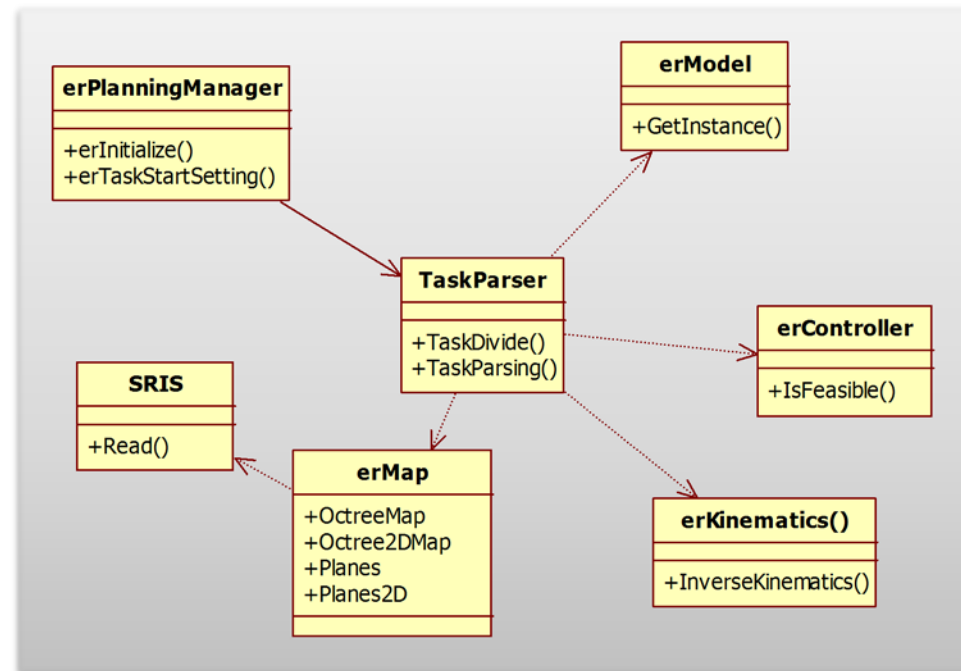 erPlanningManager
+erInitialize()
+erTaskStartSetting()
erModel
+GetInstance()
TaskParser
+TaskDivide()
+TaskParsing()
erController
+IsFeasible()
SRIS
+Read()
erMap
+OctreeMap
+Octree2DMap
+Planes
+Planes2D
erKinematics()
+InverseKinematics()